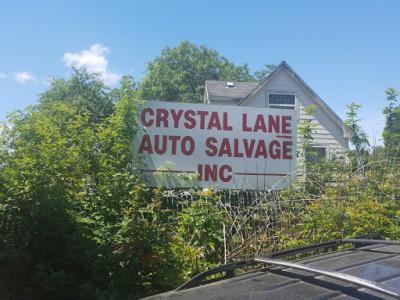 CRYSTAL LANE
AUTO SALVAGE
INC